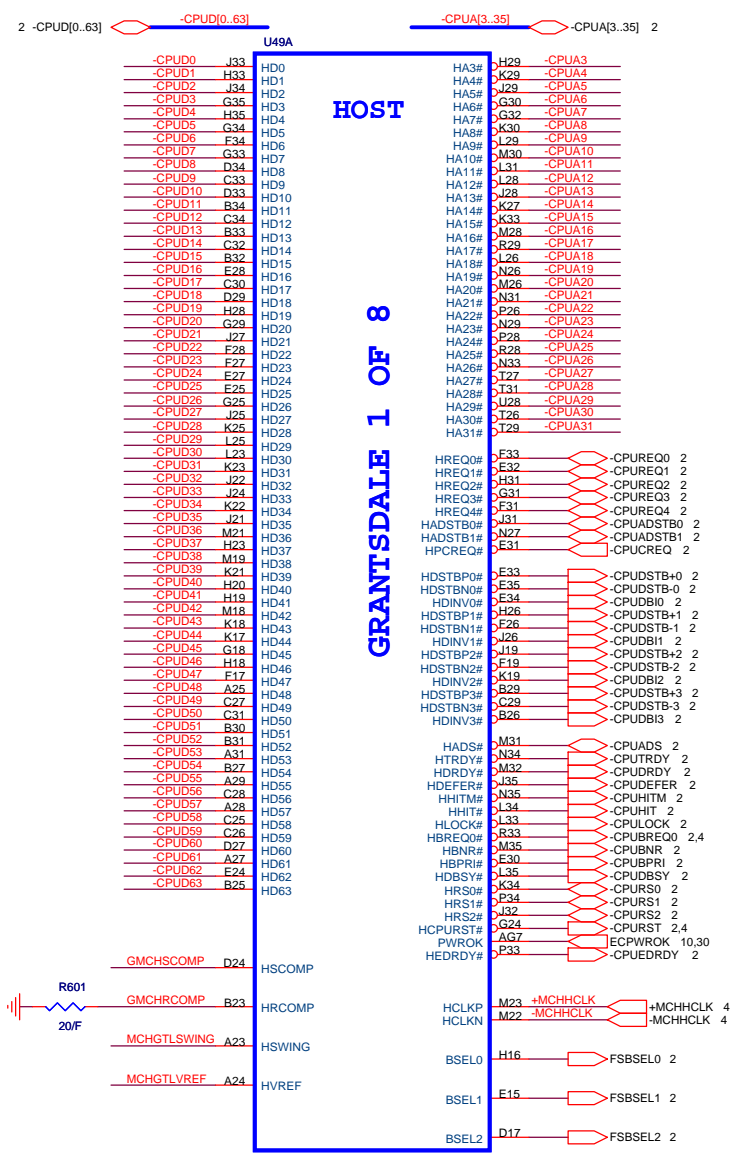 2 -CPUD[0..63] -CPUD[0..63] -CPUA[3..35] -CPUA[3..35] 2
U49A
HOST
GRANTSDALE 1 OF 8
-CPUD0 J33 HD0
-CPUD1 H33 HD1
-CPUD2 J34 HD2
-CPUD3 G35 HD3
-CPUD4 H35 HD4
-CPUD5 G34 HD5
-CPUD6 F34 HD6
-CPUD7 G33 HD7
-CPUD8 D34 HD8
-CPUD9 C33 HD9
-CPUD10 D33 HD10
-CPUD11 B34 HD11
-CPUD12 C34 HD12
-CPUD13 B33 HD13
-CPUD14 C32 HD14
-CPUD15 B32 HD15
-CPUD16 E28 HD16
-CPUD17 C30 HD17
-CPUD18 D29 HD18
-CPUD19 H28 HD19
-CPUD20 G29 HD20
-CPUD21 J27 HD21
-CPUD22 F28 HD22
-CPUD23 F27 HD23
-CPUD24 E27 HD24
-CPUD25 E25 HD25
-CPUD26 G25 HD26
-CPUD27 J25 HD27
-CPUD28 K25 HD28
-CPUD29 L25 HD29
-CPUD30 L23 HD30
-CPUD31 K23 HD31
-CPUD32 J22 HD32
-CPUD33 J24 HD33
-CPUD34 K22 HD34
-CPUD35 J21 HD35
-CPUD36 M21 HD36
-CPUD37 H23 HD37
-CPUD38 M19 HD38
-CPUD39 K21 HD39
-CPUD40 H20 HD40
-CPUD41 H19 HD41
-CPUD42 M18 HD42
-CPUD43 K18 HD43
-CPUD44 K17 HD44
-CPUD45 G18 HD45
-CPUD46 H18 HD46
-CPUD47 F17 HD47
-CPUD48 A25 HD48
-CPUD49 C27 HD49
-CPUD50 C31 HD50
-CPUD51 B30 HD51
-CPUD52 B31 HD52
-CPUD53 A31 HD53
-CPUD54 B27 HD54
-CPUD55 A29 HD55
-CPUD56 C28 HD56
-CPUD57 A28 HD57
-CPUD58 C25 HD58
-CPUD59 C26 HD59
-CPUD60 D27 HD60
-CPUD61 A27 HD61
-CPUD62 E24 HD62
-CPUD63 B25 HD63
GMCHSCOMP D24 HSCOMP
R601
GMCHRCOMP B23 HRCOMP
20/F
MCHGTLSWING A23 HSWING
MCHGTLVREF A24 HVREF
HA3# H29 -CPUA3
HA4# K29 -CPUA4
HA5# J29 -CPUA5
HA6# G30 -CPUA6
HA7# G32 -CPUA7
HA8# K30 -CPUA8
HA9# L29 -CPUA9
HA10# M30 -CPUA10
HA11# L31 -CPUA11
HA12# L28 -CPUA12
HA13# J28 -CPUA13
HA14# K27 -CPUA14
HA15# K33 -CPUA15
HA16# M28 -CPUA16
HA17# R29 -CPUA17
HA18# L26 -CPUA18
HA19# N26 -CPUA19
HA20# M26 -CPUA20
HA21# N31 -CPUA21
HA22# P26 -CPUA22
HA23# N29 -CPUA23
HA24# P28 -CPUA24
HA25# R28 -CPUA25
HA26# N33 -CPUA26
HA27# T27 -CPUA27
HA28# T31 -CPUA28
HA29# U28 -CPUA29
HA30# T26 -CPUA30
HA31# T29 -CPUA31
HREQ0# F33 -CPUREQ0 2
HREQ1# E32 -CPUREQ1 2
HREQ2# H31 -CPUREQ2 2
HREQ3# G31 -CPUREQ3 2
HREQ4# F31 -CPUREQ4 2
HADSTB0# J31 -CPUADSTB0 2
HADSTB1# N27 -CPUADSTB1 2
HPCREQ# E31 -CPUCREQ 2
HDSTBP0# E33 -CPUDSTB+0 2
HDSTBN0# E35 -CPUDSTB-0 2
HDINV0# E34 -CPUDBI0 2
HDSTBP1# H26 -CPUDSTB+1 2
HDSTBN1# F26 -CPUDSTB-1 2
HDINV1# J26 -CPUDBI1 2
HDSTBP2# J19 -CPUDSTB+2 2
HDSTBN2# F19 -CPUDSTB-2 2
HDINV2# K19 -CPUDBI2 2
HDSTBP3# B29 -CPUDSTB+3 2
HDSTBN3# C29 -CPUDSTB-3 2
HDINV3# B26 -CPUDBI3 2
HADS# M31 -CPUADS 2
HTRDY# N34 -CPUTRDY 2
HDRDY# M32 -CPUDRDY 2
HDEFER# J35 -CPUDEFER 2
HHITM# N35 -CPUHITM 2
HHIT# L34 -CPUHIT 2
HLOCK# L33 -CPULOCK 2
HBREQ0# R33 -CPUBREQ0 2,4
HBNR# M35 -CPUBNR 2
HBPRI# E30 -CPUBPRI 2
HDBSY# L35 -CPUDBSY 2
HRS0# K34 -CPURS0 2
HRS1# P34 -CPURS1 2
HRS2# J32 -CPURS2 2
HCPURST# G24 -CPURST 2,4
PWROK AG7 ECPWROK 10,30
HEDRDY# P33 -CPUEDRDY 2
HCLKP M23 +MCHHCLK +MCHHCLK 4
HCLKN M22 -MCHHCLK -MCHHCLK 4
BSEL0 H16 FSBSEL0 2
BSEL1 E15 FSBSEL1 2
BSEL2 D17 FSBSEL2 2